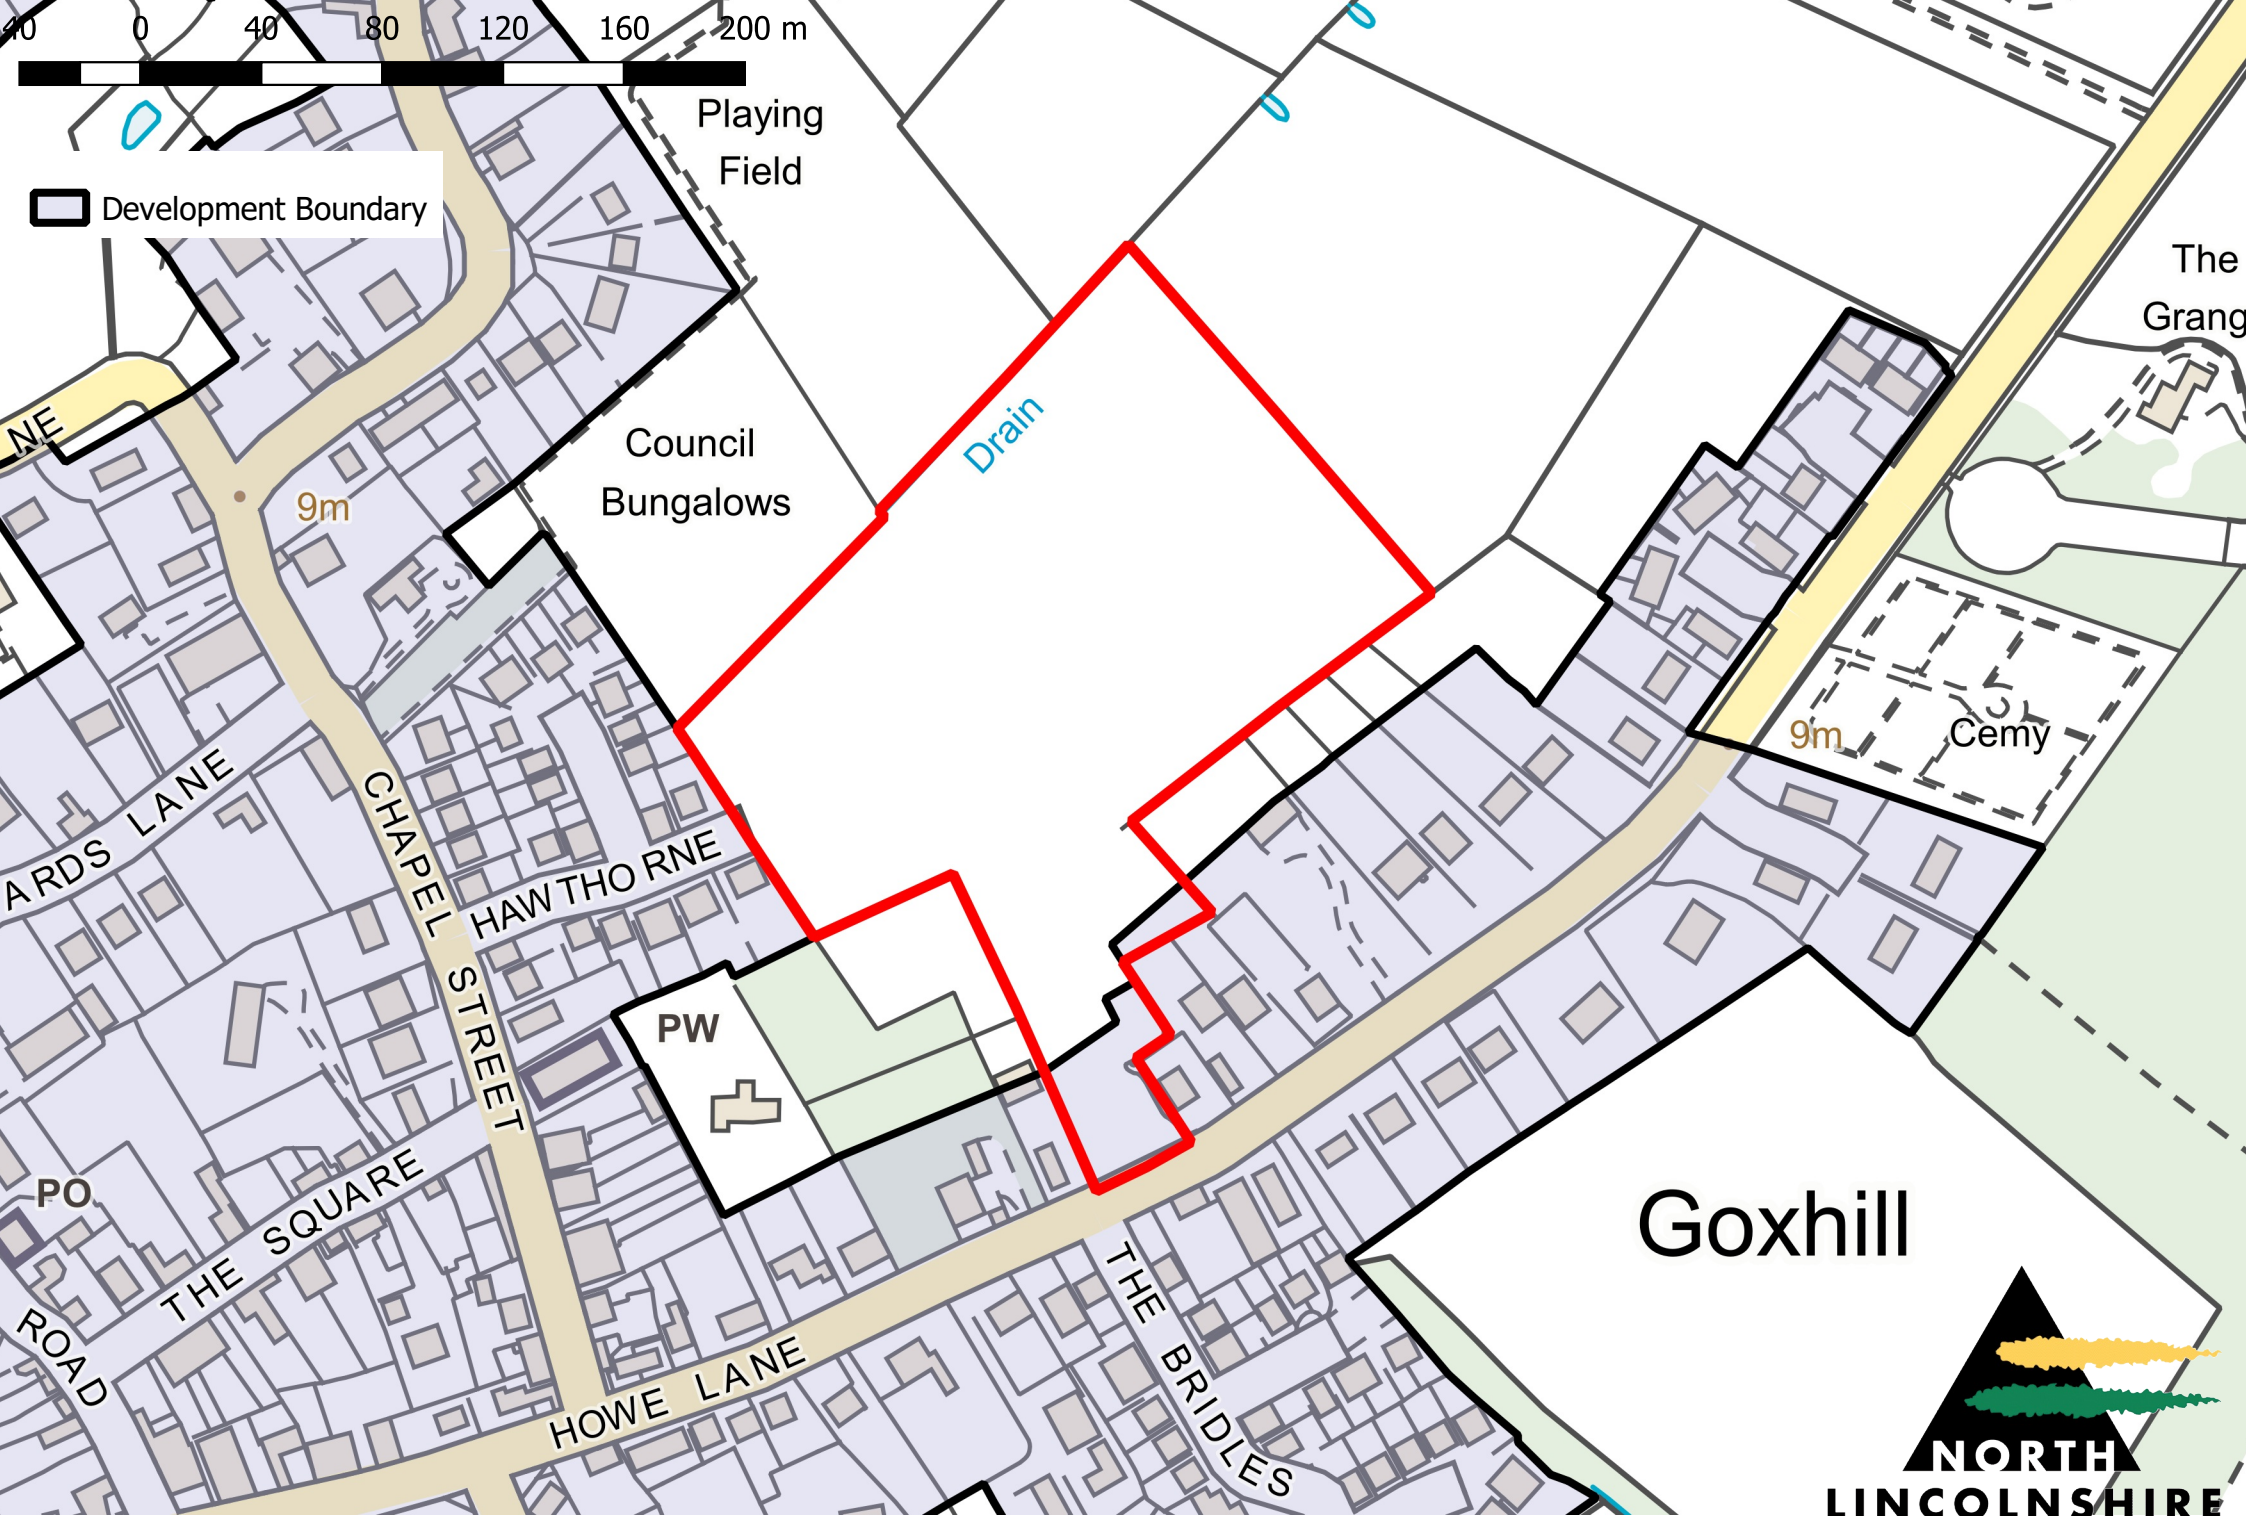 40 0 40 80 120 160 200 m
Playing
Field
Development Boundary
The
Grang
NE
Council
Bungalows
Drain
9m
9m
Cemy
ARDS LANE
CHAPEL STREET
HAWTHORNE
PW
PO
THE SQUARE
ROAD
HOWE LANE
THE BRIDLES
Goxhill
NORTH
LINCOLNSHIRE